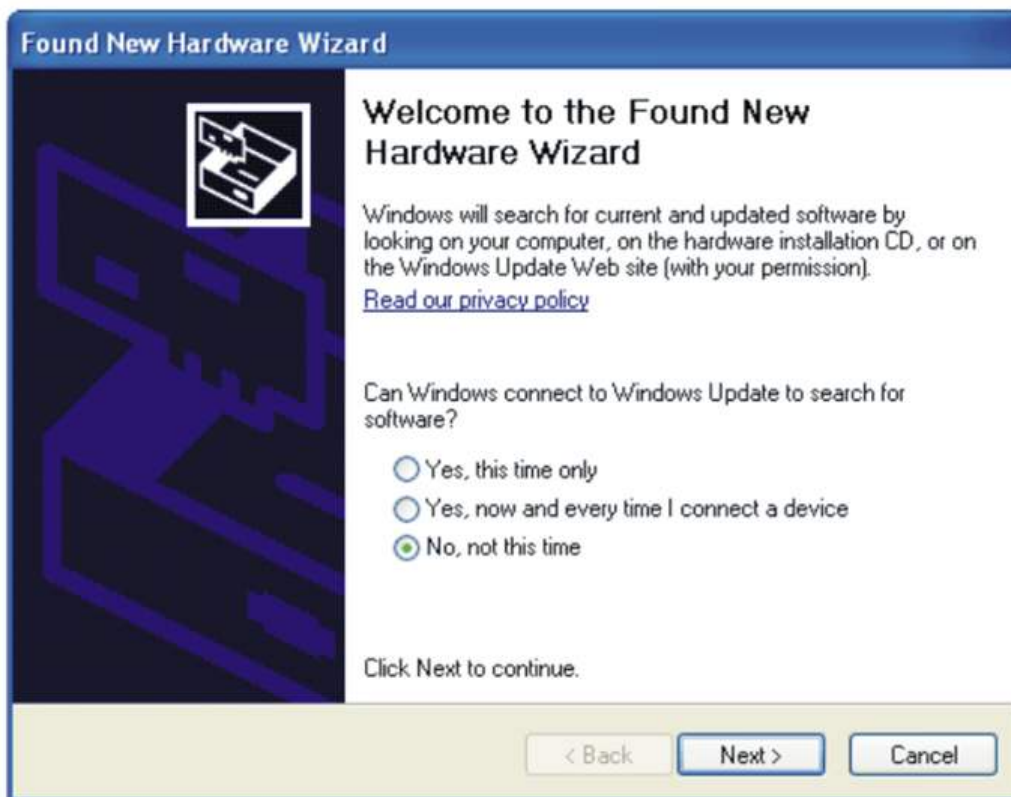 Found New Hardware Wizard
Welcome to the Found New
Hardware Wizard
Windows will search for current and updated software by
looking on your computer, on the hardware installation CD, or on
the Windows Update Web site (with your permission).
Read our privacy policy
Can Windows connect to Windows Update to search for
software?
Yes, this time only
Yes, now and every time I connect a device
No, not this time
Click Next to continue.
< Back Next > Cancel